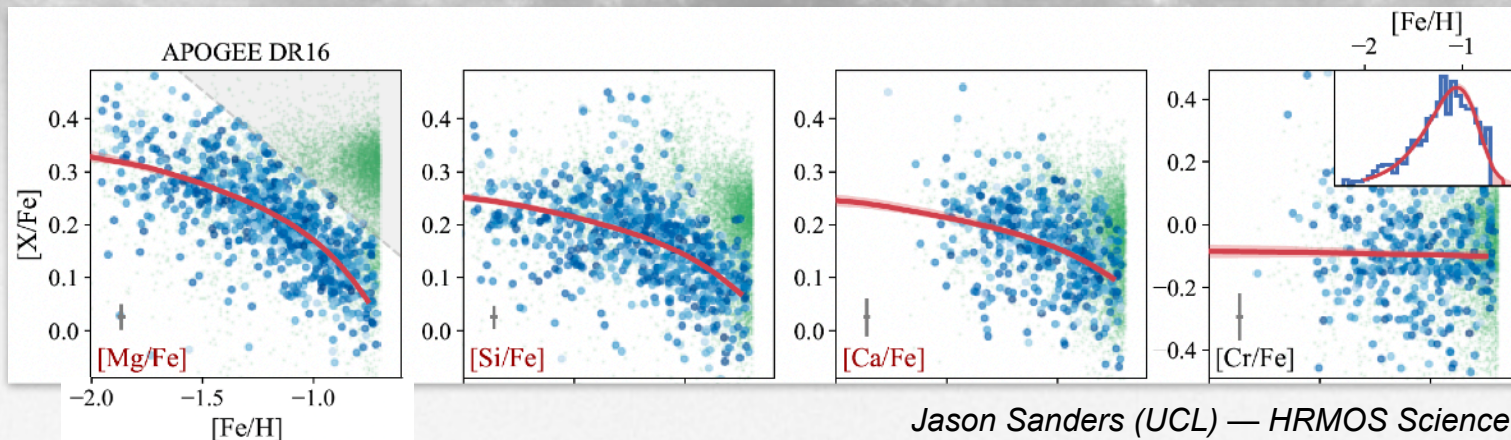 [Fe/H]
−2 −1
APOGEE DR16
[X/Fe]
0.4
0.3
0.2
0.1
0.0
[Mg/Fe]
−2.0 −1.5 −1.0
[Fe/H]
0.4
0.3
0.2
0.1
0.0
[Si/Fe]
0.4
0.3
0.2
0.1
0.0
[Ca/Fe]
0.4
0.2
0.0
−0.2
−0.4
[Cr/Fe]
Jason Sanders (UCL) — HRMOS Science